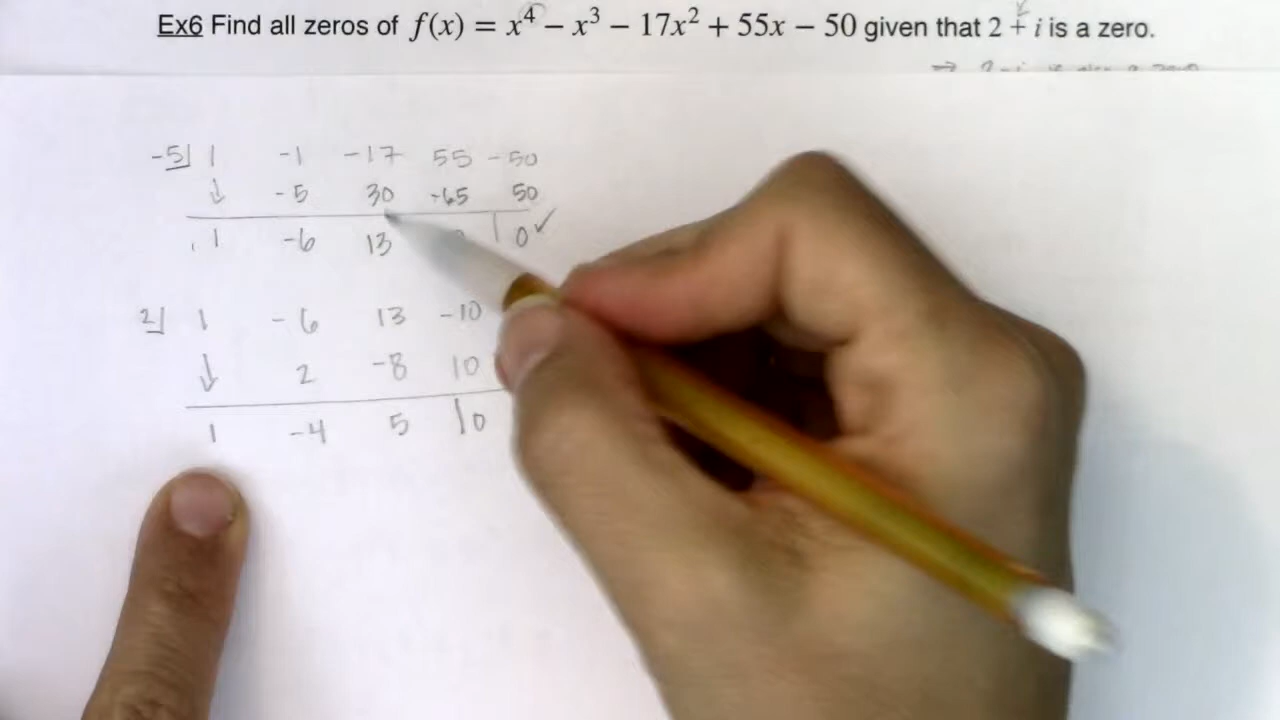 Ex6 Find all zeros of f(x) = x⁴ − x³ − 17x² + 55x − 50 given that 2 + i is a zero.
-5| 1 -1 -17 55 -50
↓ -5 30 -65 50
1 -6 13 | 0 ✓
2| 1 -6 13 -10
↓ 2 -8 10
1 -4 5 | 0